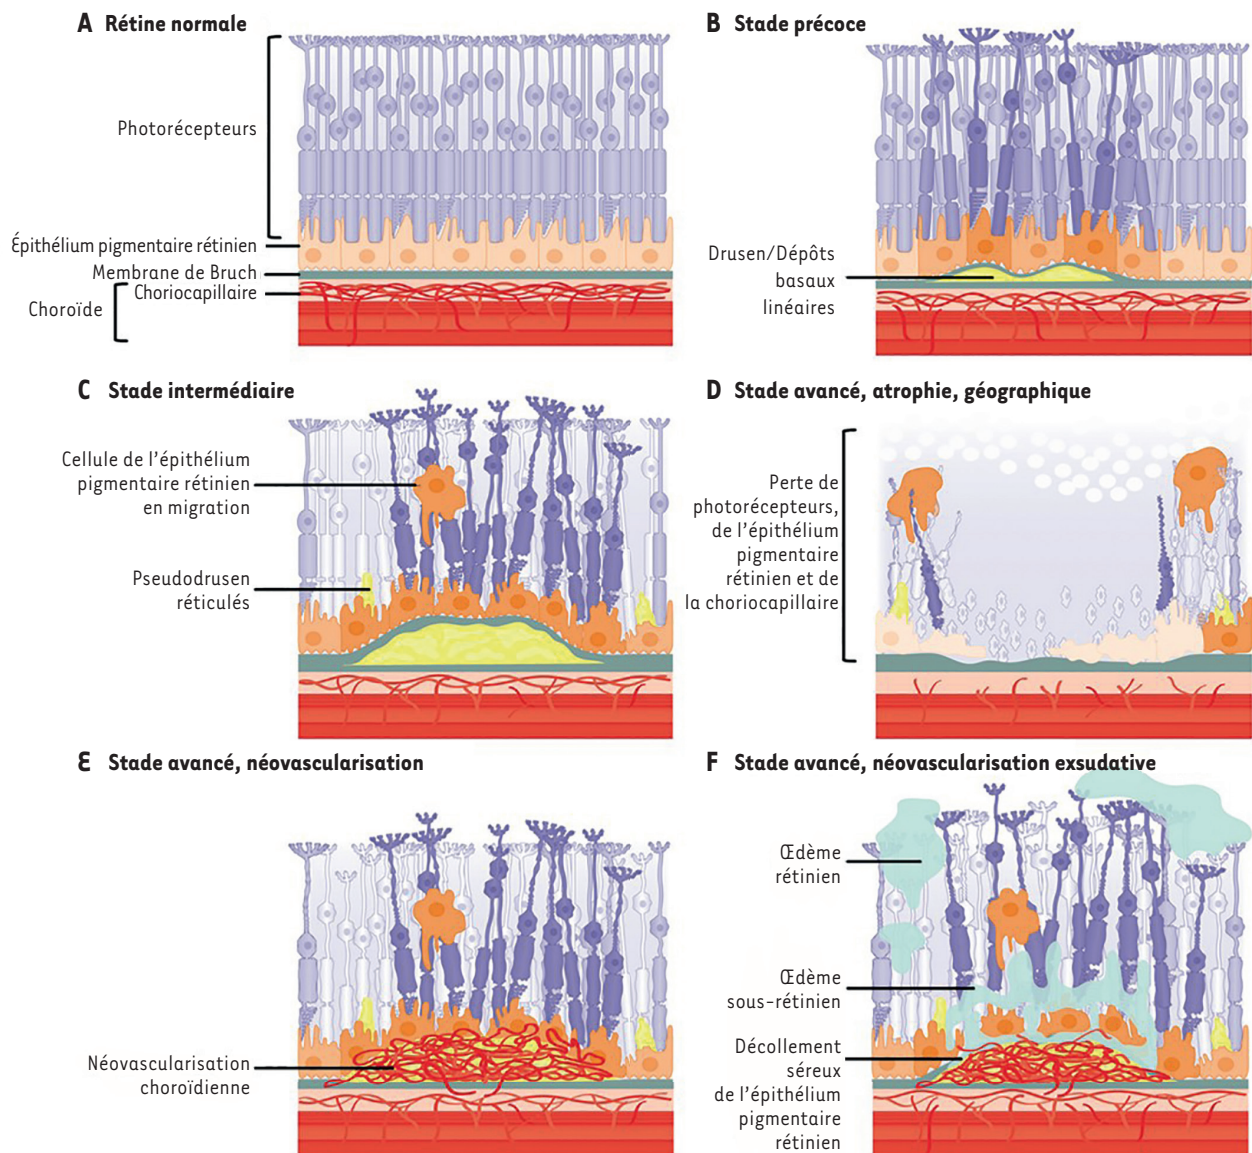 A Rétine normale
Photorécepteurs
Épithélium pigmentaire rétinien
Membrane de Bruch
Choriocapillaire
Choroïde
B Stade précoce
Drusen/Dépôts
basaux
linéaires
C Stade intermédiaire
Cellule de l’épithélium
pigmentaire rétinien
en migration
Pseudodrusen
réticulés
D Stade avancé, atrophie, géographique
Perte de
photorécepteurs,
de l’épithélium
pigmentaire
rétinien et de
la choriocapillaire
E Stade avancé, néovascularisation
Néovascularisation
choroïdienne
F Stade avancé, néovascularisation exsudative
Œdème
rétinien
Œdème
sous-rétinien
Décollement
séreux
de l’épithélium
pigmentaire
rétinien